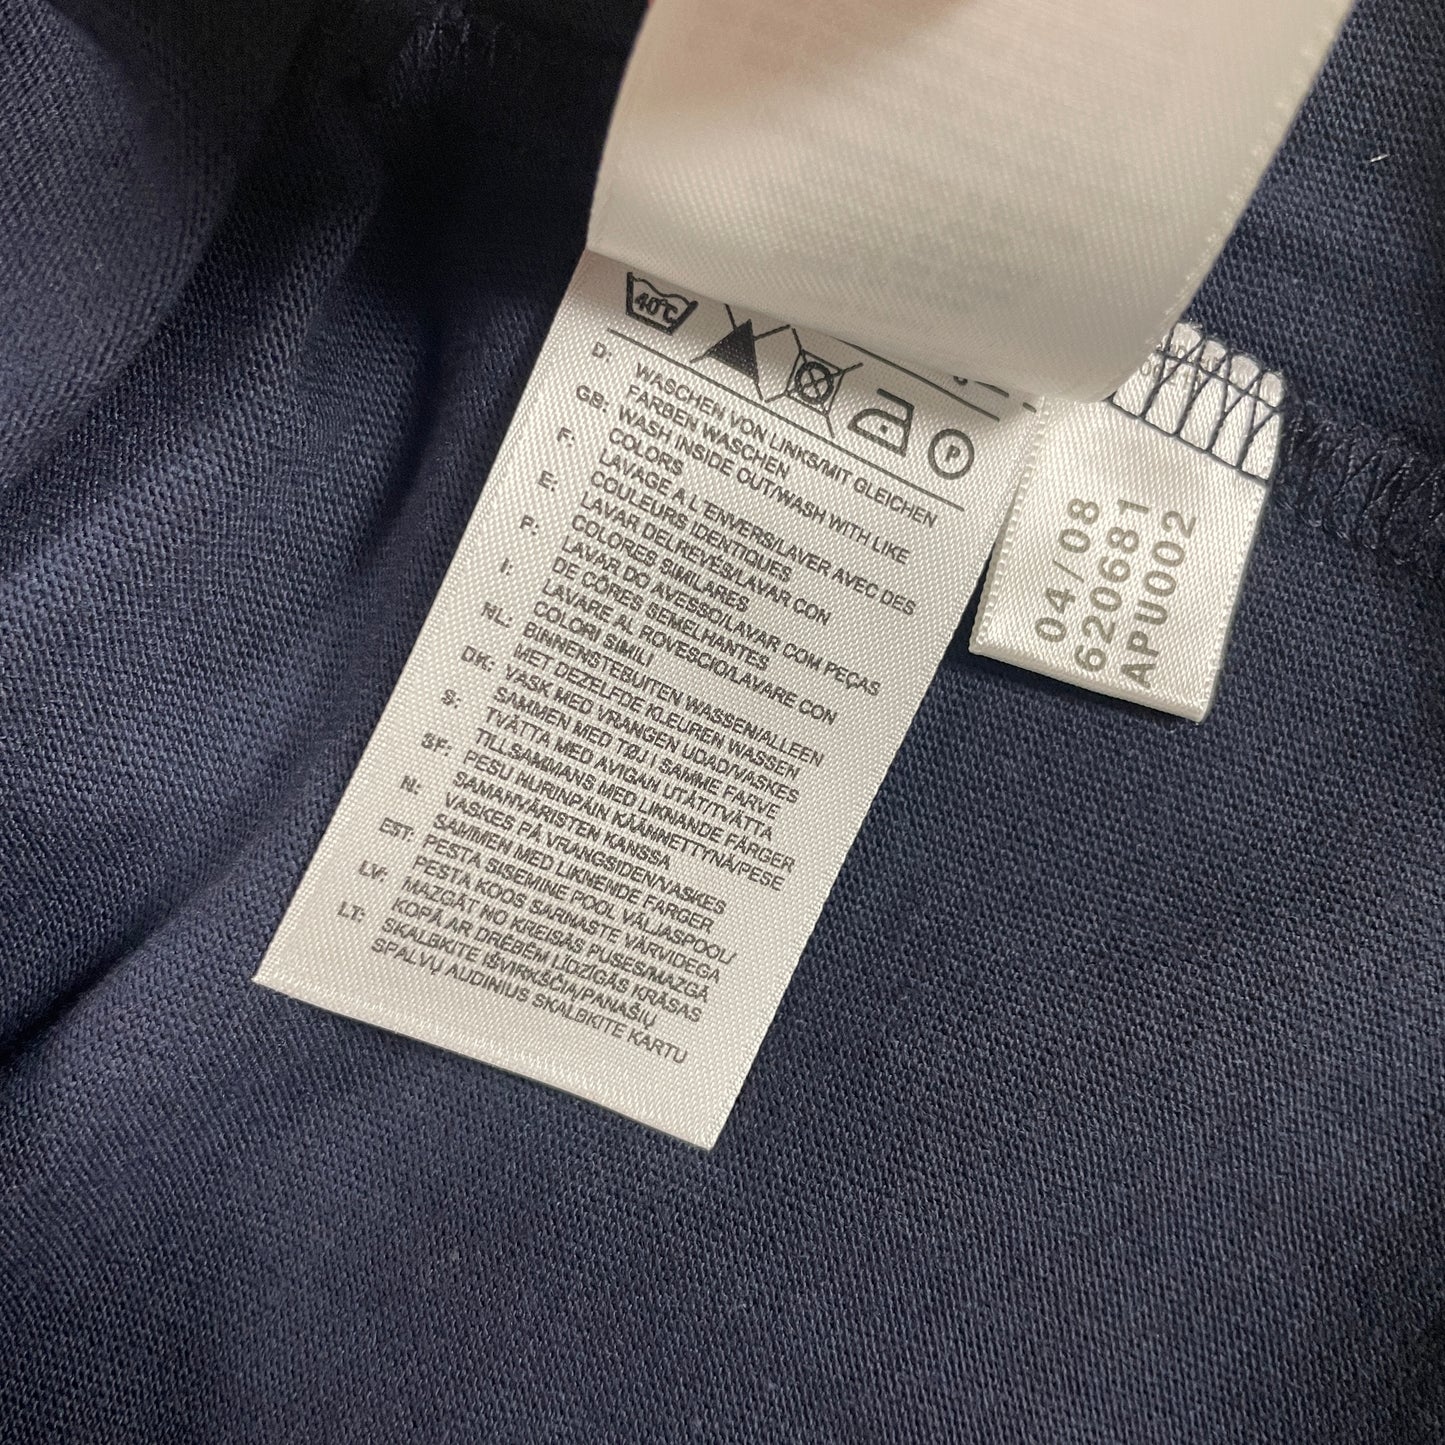 40°C
P
D: WASCHEN VON LINKS/MIT GLEICHEN
FARBEN WASCHEN
GB: WASH INSIDE OUT/WASH WITH LIKE
COLORS
F: LAVAGE A L'ENVERS/LAVER AVEC DES
COULEURS IDENTIQUES
E: LAVAR DEL REVÉS/LAVAR CON
COLORES SIMILARES
P: LAVAR DO AVESSO/LAVAR COM PEÇAS
DE CÔRES SEMELHANTES
I: LAVARE AL ROVESCIO/LAVARE CON
COLORI SIMILI
NL: BINNENSTEBUITEN WASSEN/ALLEEN
MET DEZELFDE KLEUREN WASSEN
DK: VASK MED VRANGEN UDAD/VASKES
SAMMEN MED TØJ I SAMME FARVE
S: TVÄTTA MED AVIGAN UTÅT/TVÄTTA
TILLSAMMANS MED LIKNANDE FÄRGER
SF: PESU NURINPÄIN KÄÄNNETTYNÄ/PESE
SAMANVÄRISTEN KANSSA
N: VASKES PÅ VRANGSIDEN/VASKES
SAMMEN MED LIKNENDE FARGER
EST: PESTA SISEMINE POOL VÄLJASPOOL/
PESTA KOOS SARNASTE VÄRVIDEGA
LV: MAZGĀT NO KREISĀS PUSES/MAZGĀ
KOPĀ AR DRĒBĒM LĪDZĪGĀS KRĀSĀS
LT: SKALBKITE IŠVIRKŠČIĄ/PANAŠIŲ
SPALVŲ AUDINIUS SKALBKITE KARTU
04/08
620681
APU002